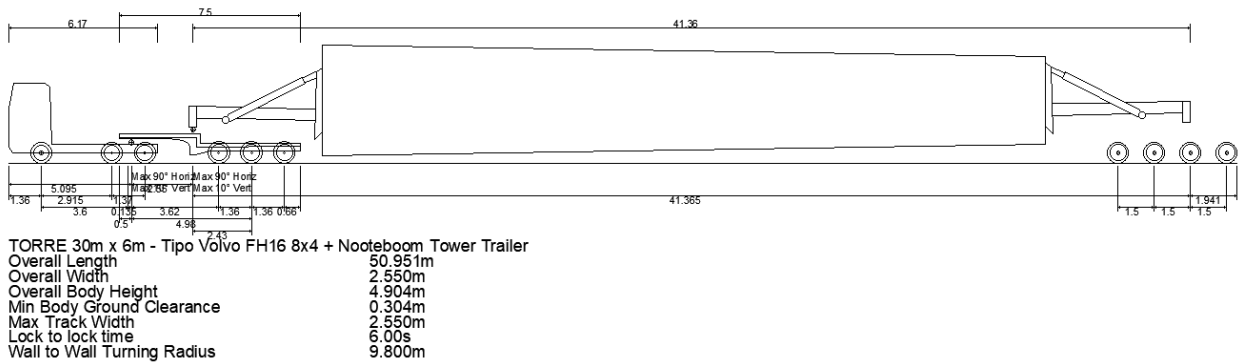 7.5
6.17
41.36
Max 90° Horiz Max 90° Horiz
Max 10° Vert Max 10° Vert
5.095
1.36 2.915 1.37 41.365 1.941
3.6 0.135 3.62 1.36 1.36 0.66 1.5 1.5 1.5
0.5 4.98
2.43
TORRE 30m x 6m - Tipo Volvo FH16 8x4 + Nooteboom Tower Trailer
Overall Length 50.951m
Overall Width 2.550m
Overall Body Height 4.904m
Min Body Ground Clearance 0.304m
Max Track Width 2.550m
Lock to lock time 6.00s
Wall to Wall Turning Radius 9.800m